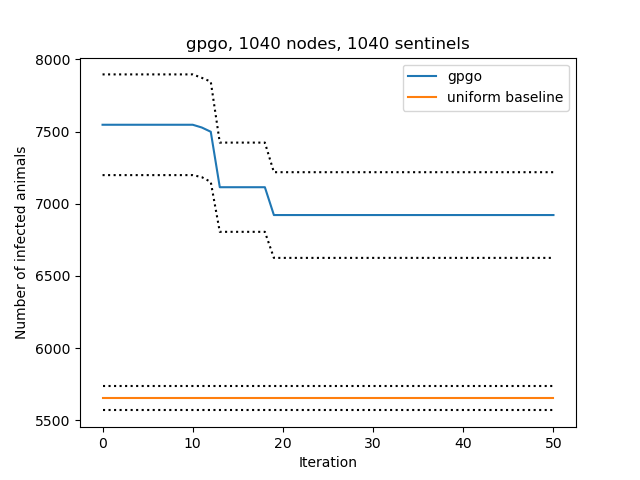 gpgo, 1040 nodes, 1040 sentinels
8000
7500
7000
6500
6000
5500
Number of infected animals
gpgo
uniform baseline
0 10 20 30 40 50
Iteration